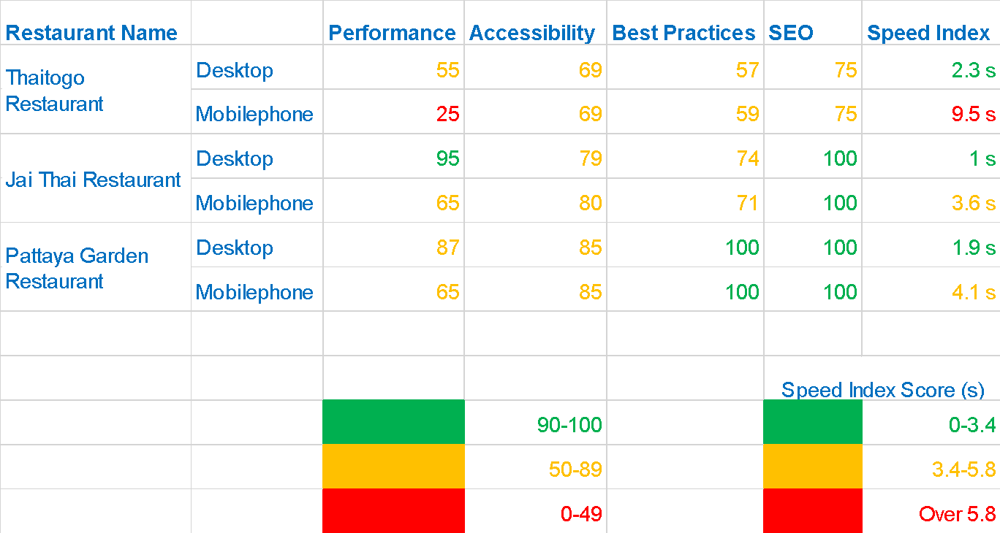 Restaurant Name Performance Accessibility Best Practices SEO Speed Index
Thaitogo
Restaurant
Desktop 55 69 57 75 2.3 s
Mobilephone 25 69 59 75 9.5 s
Jai Thai Restaurant
Desktop 95 79 74 100 1 s
Mobilephone 65 80 71 100 3.6 s
Pattaya Garden
Restaurant
Desktop 87 85 100 100 1.9 s
Mobilephone 65 85 100 100 4.1 s
Speed Index Score (s)
90-100 0-3.4
50-89 3.4-5.8
0-49 Over 5.8